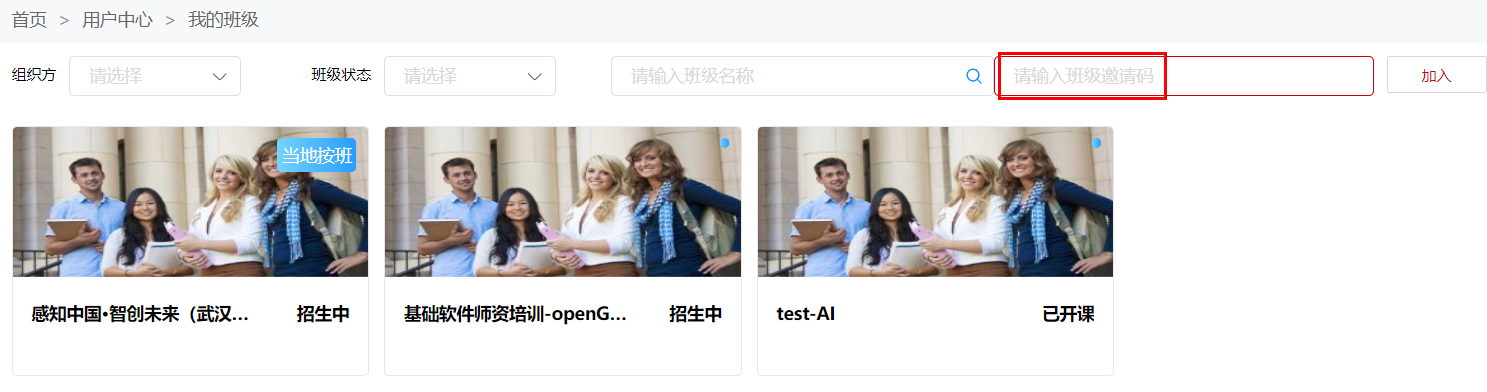 首页 > 用户中心 > 我的班级
组织方 请选择 班级状态 请选择 请输入班级名称 请输入班级邀请码 加入
当地按班
感知中国•智创未来（武汉... 招生中 基础软件师资培训-openG... 招生中 test-AI 已开课